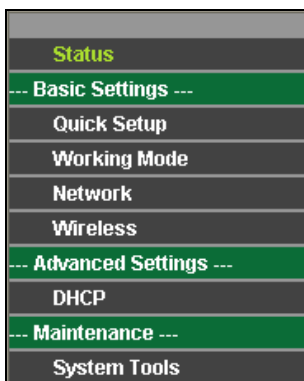 Status
--- Basic Settings ---
Quick Setup
Working Mode
Network
Wireless
--- Advanced Settings ---
DHCP
--- Maintenance ---
System Tools